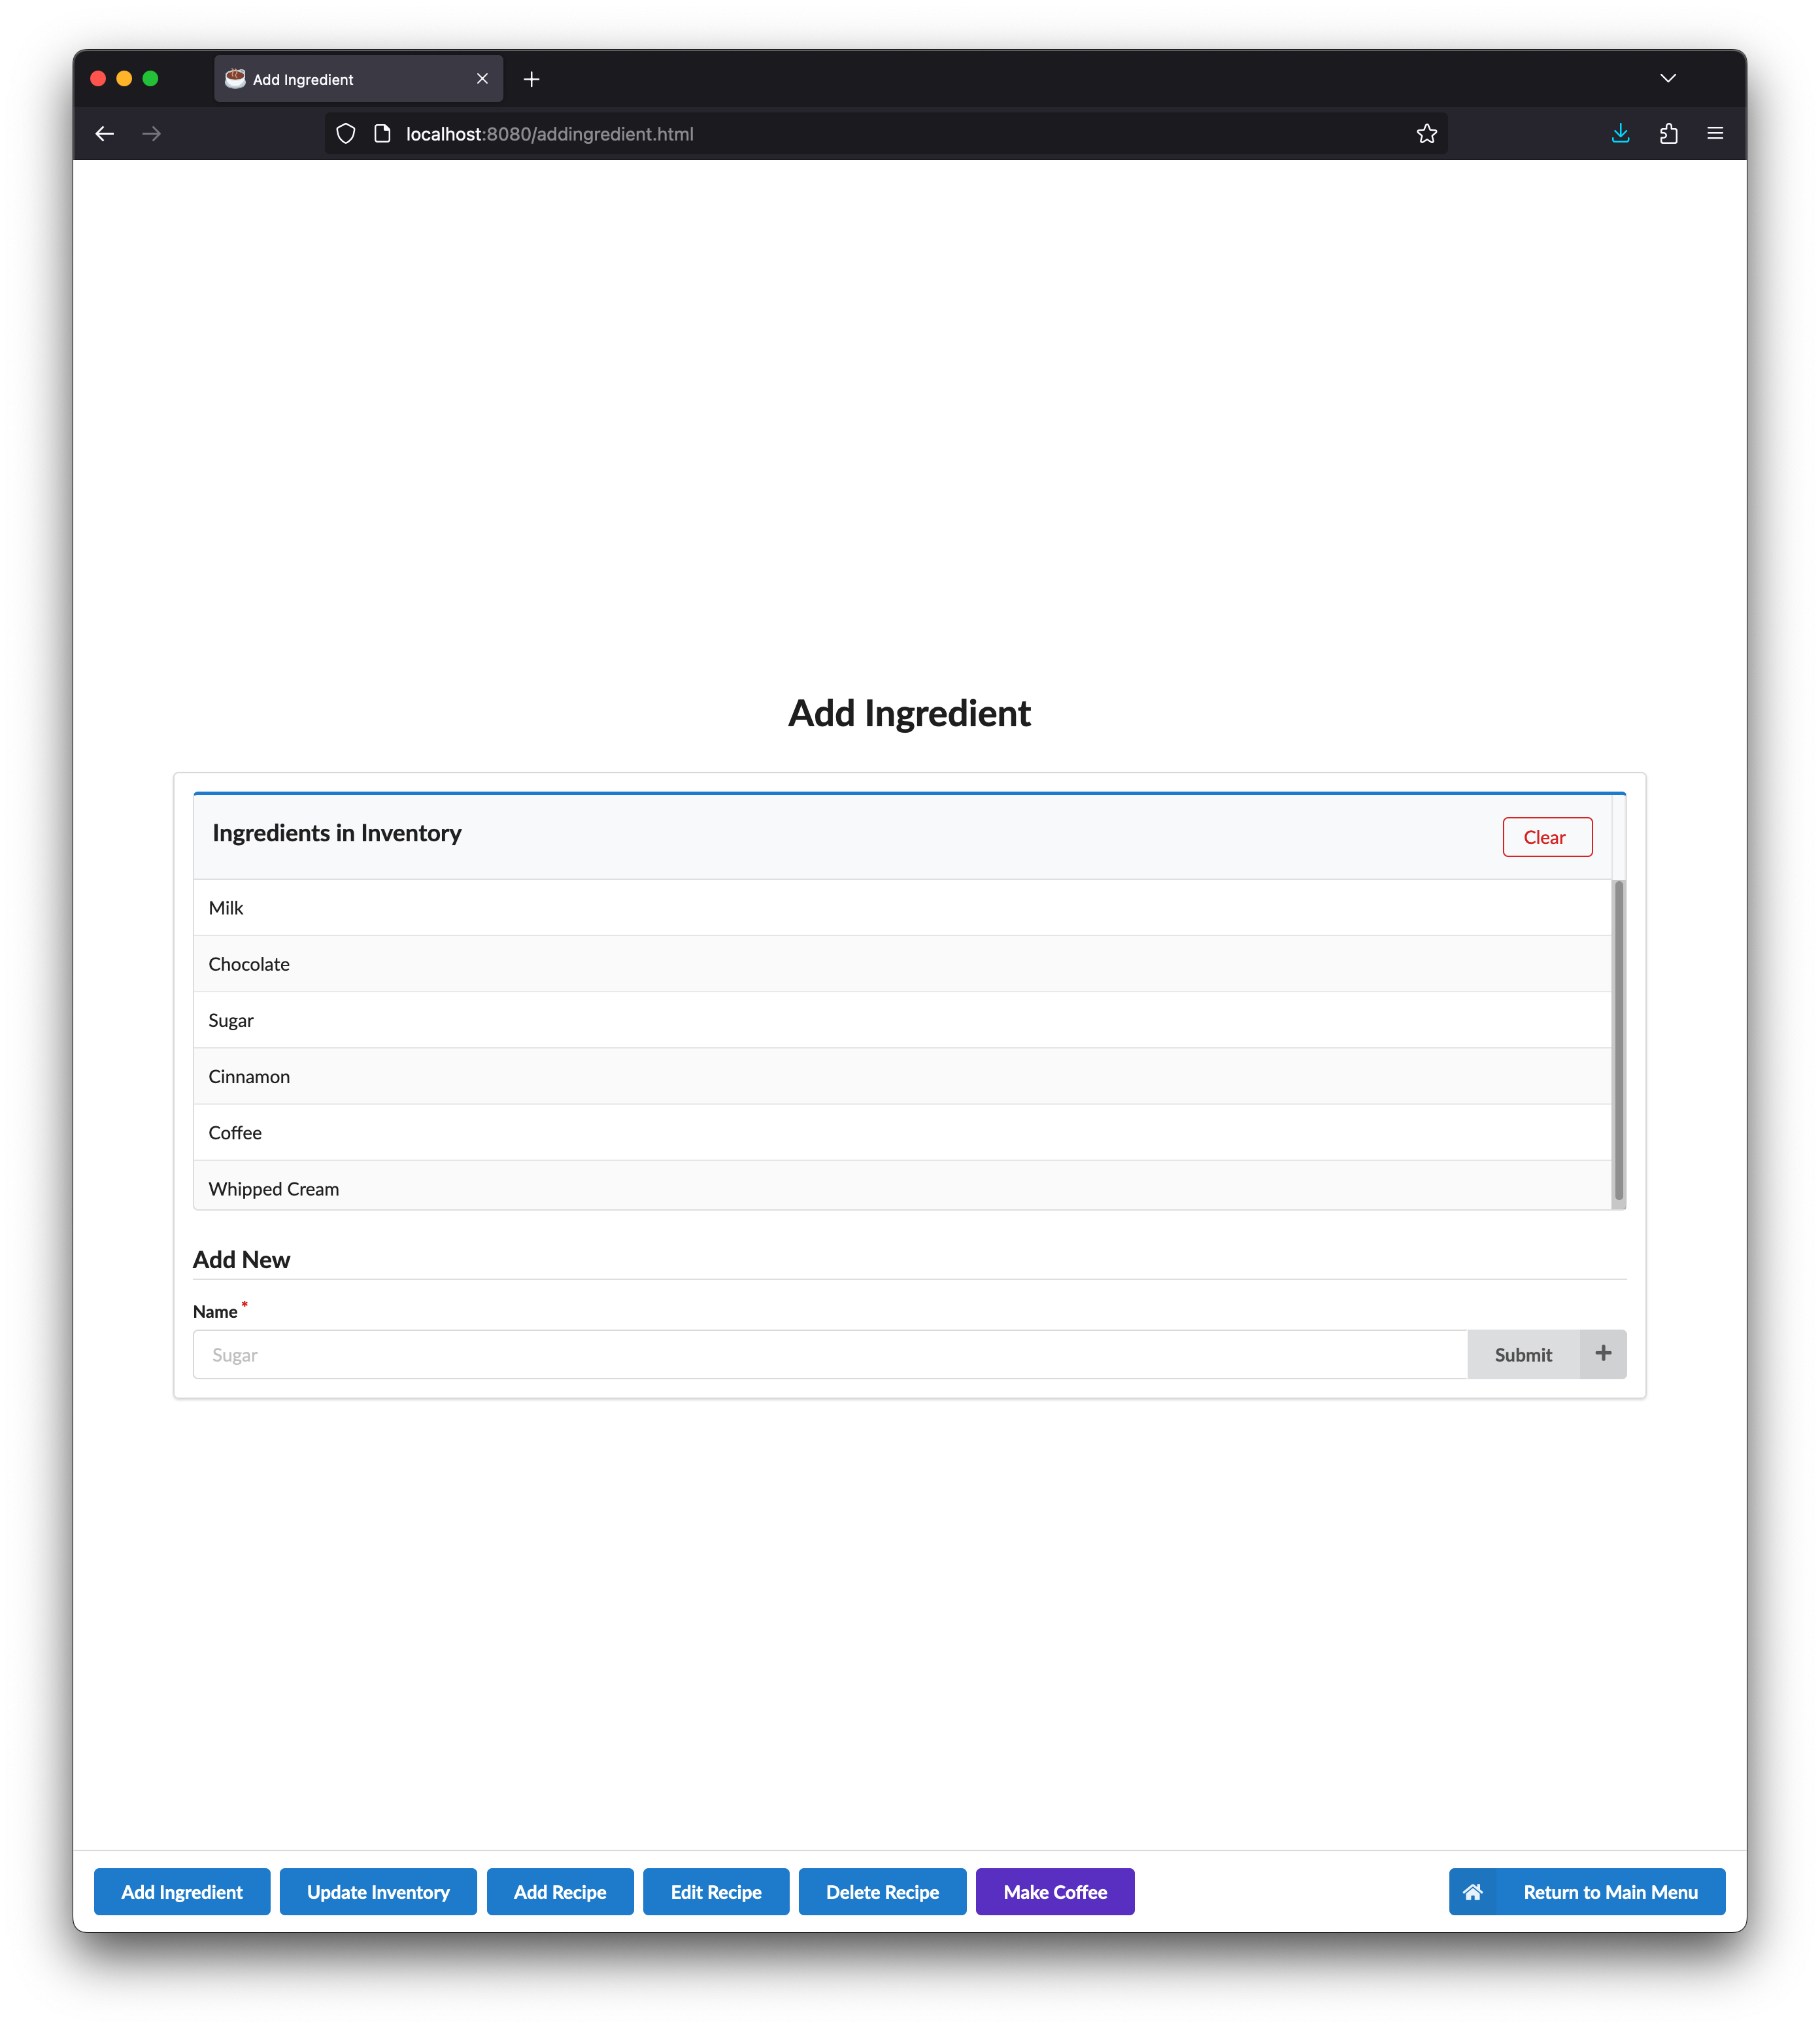 Add Ingredient
localhost:8080/addingredient.html
Add Ingredient
Ingredients in Inventory
Clear
Milk
Chocolate
Sugar
Cinnamon
Coffee
Whipped Cream
Add New
Name *
Sugar
Submit
Add Ingredient
Update Inventory
Add Recipe
Edit Recipe
Delete Recipe
Make Coffee
Return to Main Menu